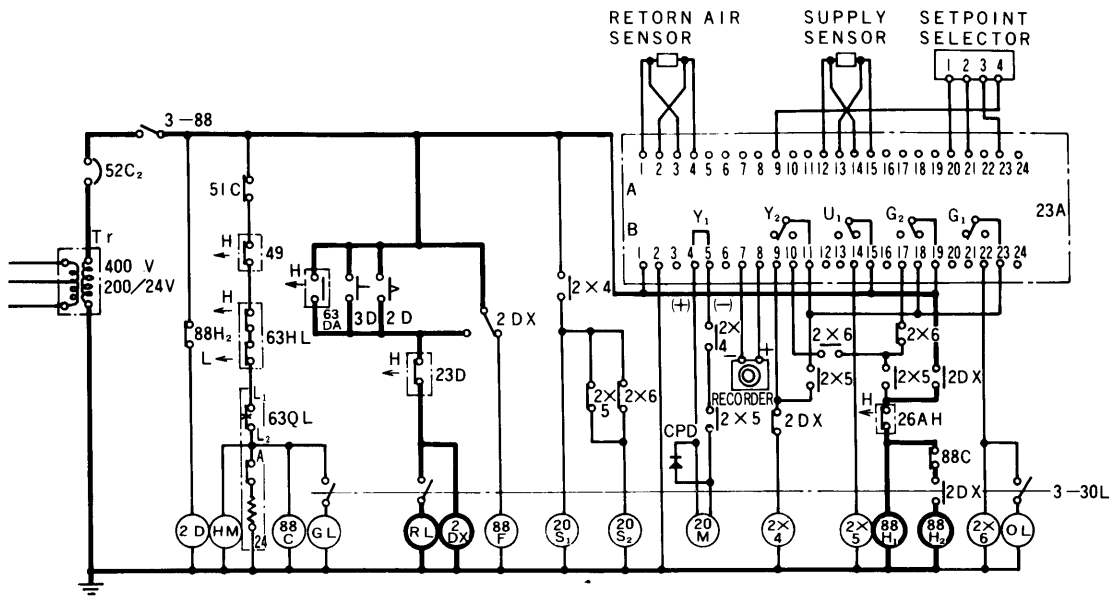 RETORN AIR SENSOR
SUPPLY SENSOR
SETPOINT SELECTOR
1 2 3 4
3-88
52C₂
51C
Tr
400 V
200/24V
H
49
H
63HL
L
88H₂
L
63QL
L₂
A
24
H
63 DA
3D
2D
H
23D
2DX
2×4
2×5
2×6
A
1 2 3 4 5 6 7 8 9 10 11 12 13 14 15 16 17 18 19 20 21 22 23 24
23A
B
Y₁
Y₂
U₁
G₂
G₁
1 2 3 4 5 6 7 8 9 10 11 12 13 14 15 16 17 18 19 20 21 22 23 24
(+)
(-)
2×4
- +
RECORDER
2×5
CPD
2DX
2×6
2×5
2×6
2×5
2DX
H
26AH
88C
2DX
3-30L
2D
HM
88C
GL
RL
2DX
88F
20S₁
20S₂
20M
2×4
2×5
88H₁
88H₂
2×6
OL